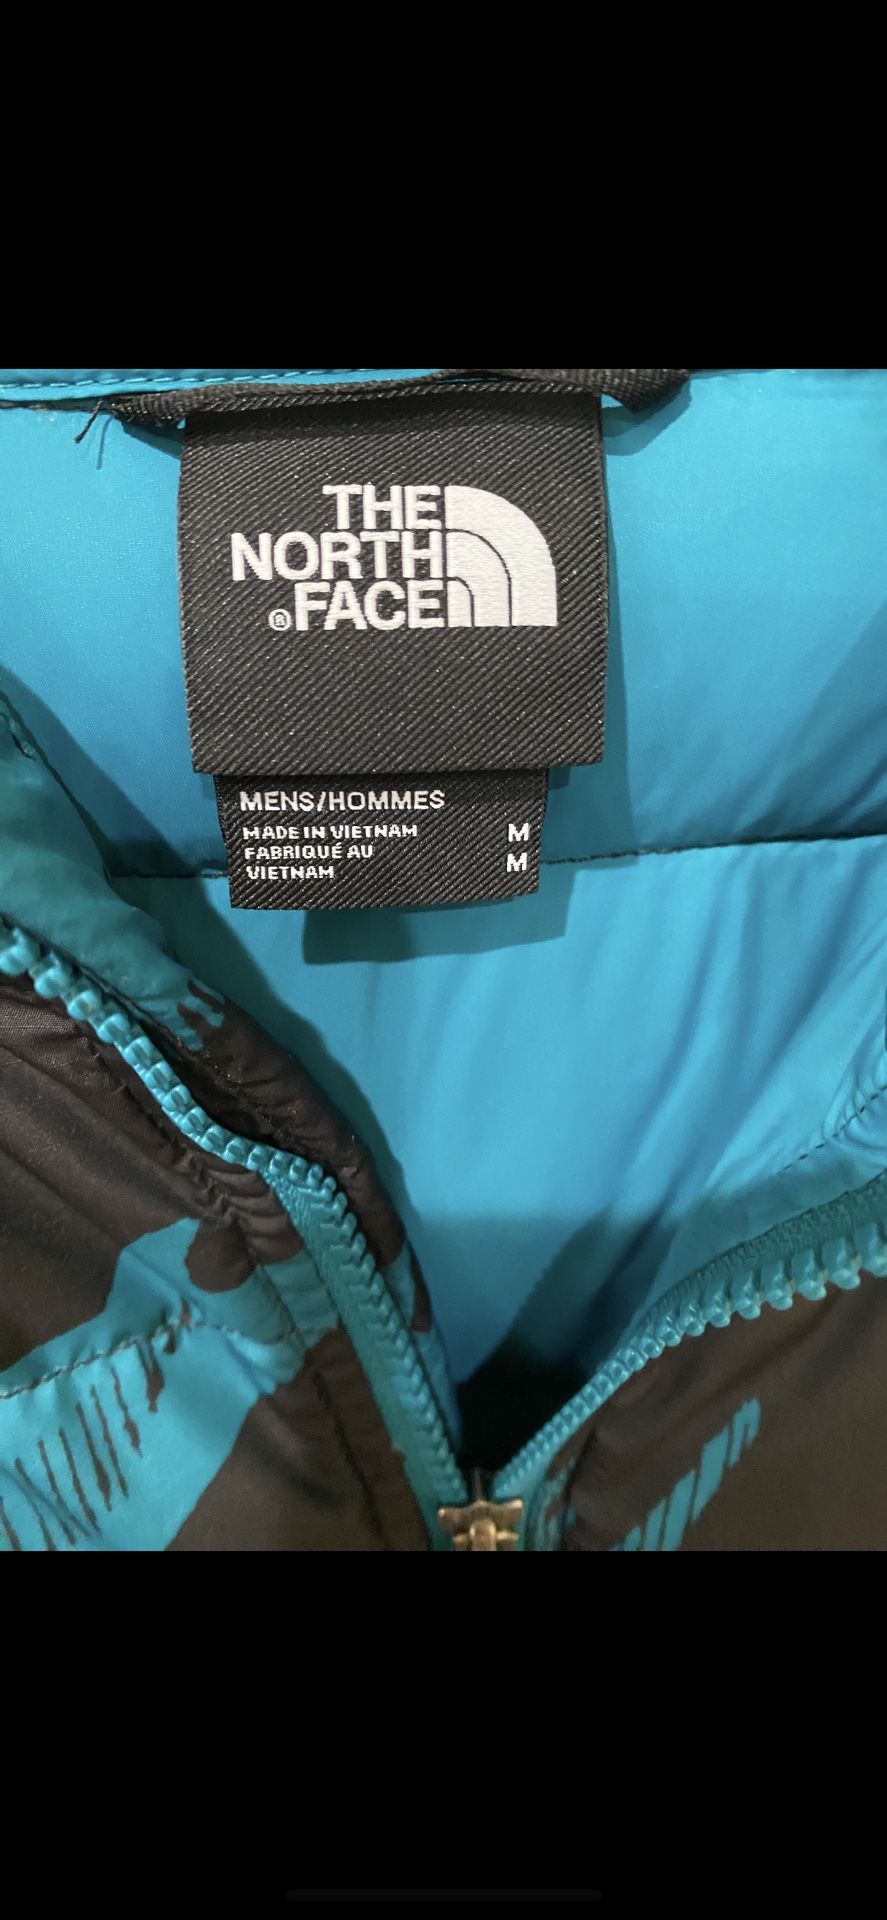 THE
NORTH
®FACE
MENS/HOMMES
MADE IN VIETNAM M
FABRIQUÉ AU
VIETNAM M